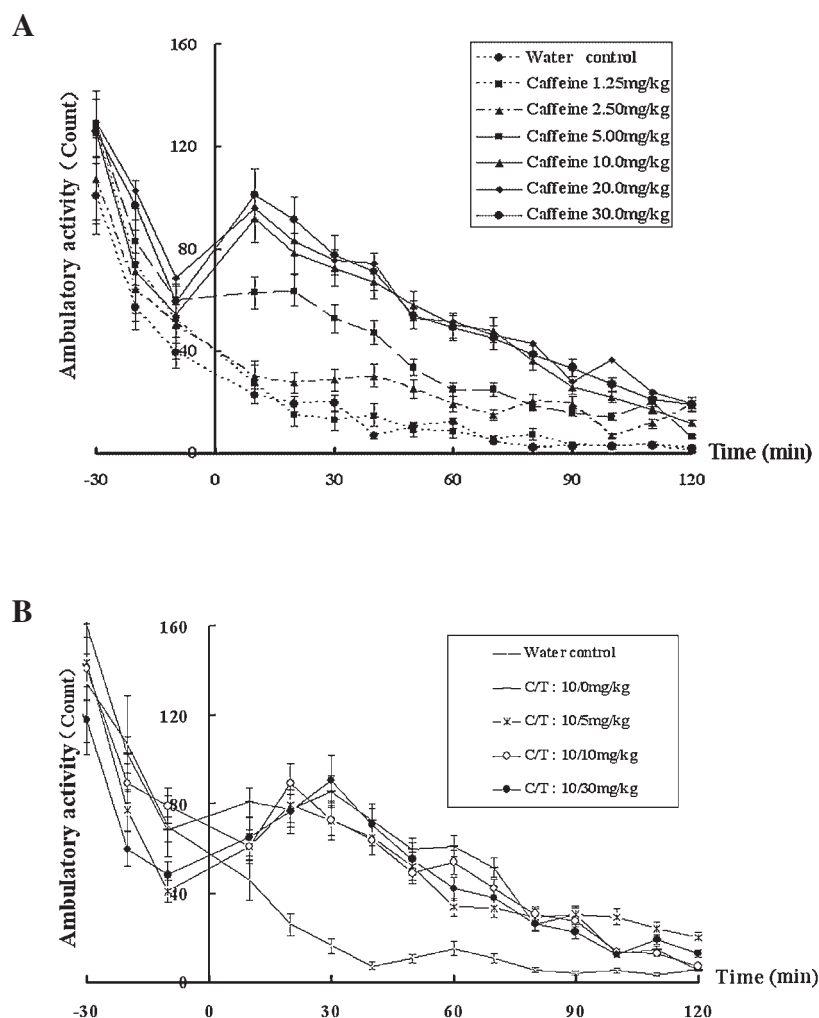 A
160
120
80
40
0
Ambulatory activity (Count)
Water control
Caffeine 1.25mg/kg
Caffeine 2.50mg/kg
Caffeine 5.00mg/kg
Caffeine 10.0mg/kg
Caffeine 20.0mg/kg
Caffeine 30.0mg/kg
Time (min)
-30 0 30 60 90 120
B
160
120
80
40
0
Ambulatory activity (Count)
Water control
C/T : 10/0mg/kg
C/T : 10/5mg/kg
C/T : 10/10mg/kg
C/T : 10/30mg/kg
Time (min)
-30 0 30 60 90 120